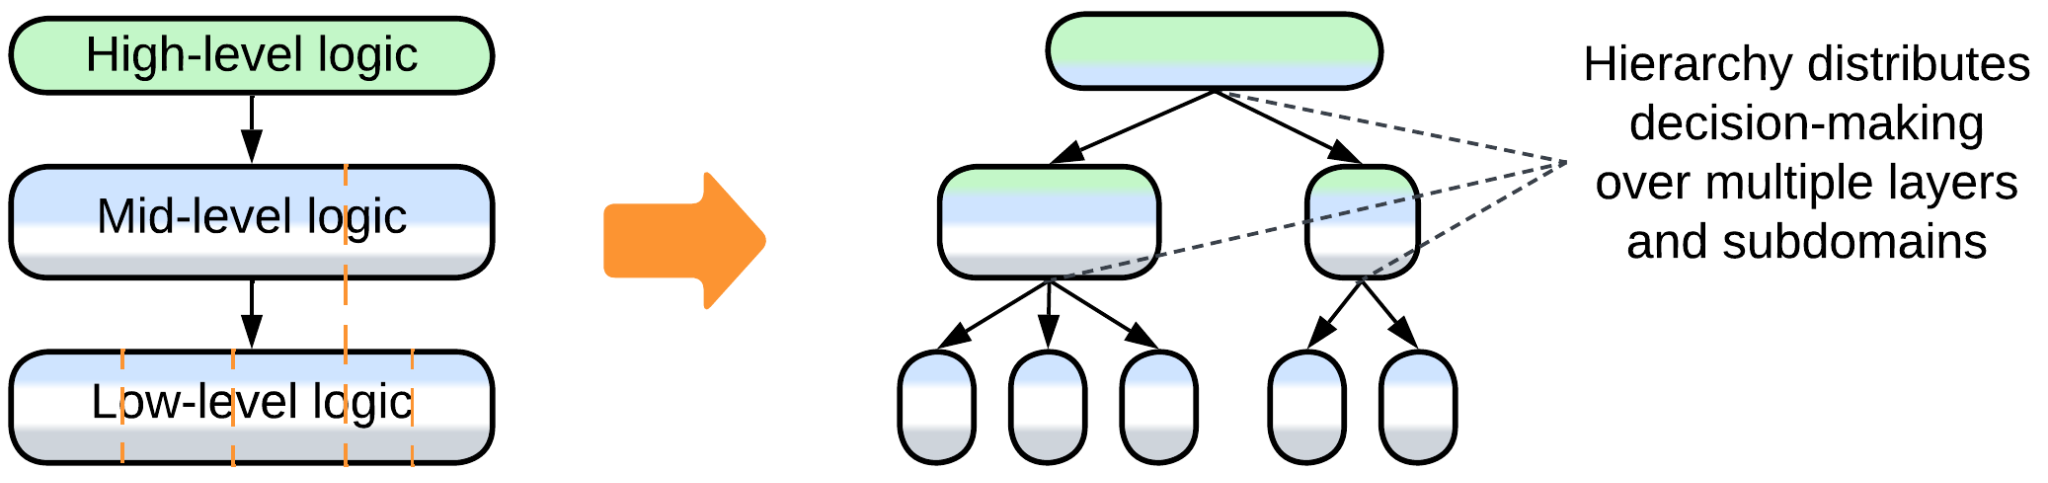 High-level logic
Mid-level logic
Low-level logic
Hierarchy distributes
decision-making
over multiple layers
and subdomains